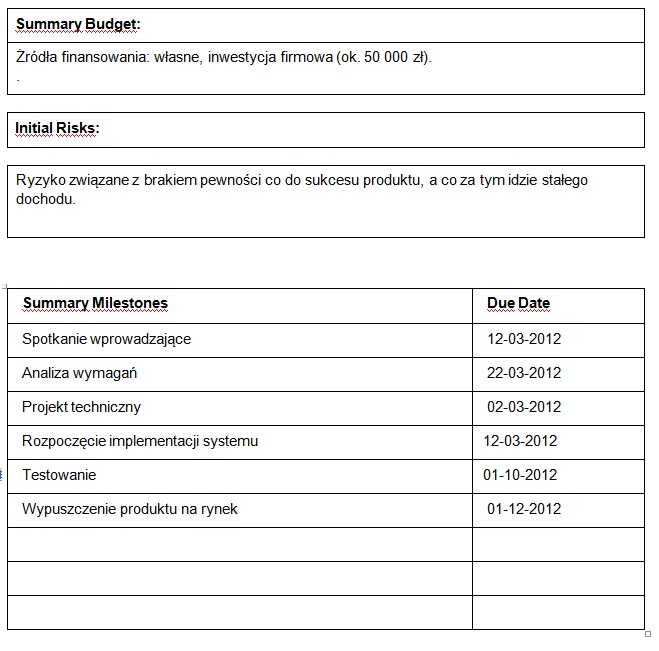 Summary Budget:
Źródła finansowania: własne, inwestycja firmowa (ok. 50 000 zł).
.
Initial Risks:
Ryzyko związane z brakiem pewności co do sukcesu produktu, a co za tym idzie stałego
dochodu.
Summary Milestones Due Date
Spotkanie wprowadzające 12-03-2012
Analiza wymagań 22-03-2012
Projekt techniczny 02-03-2012
Rozpoczęcie implementacji systemu 12-03-2012
Testowanie 01-10-2012
Wypuszczenie produktu na rynek 01-12-2012